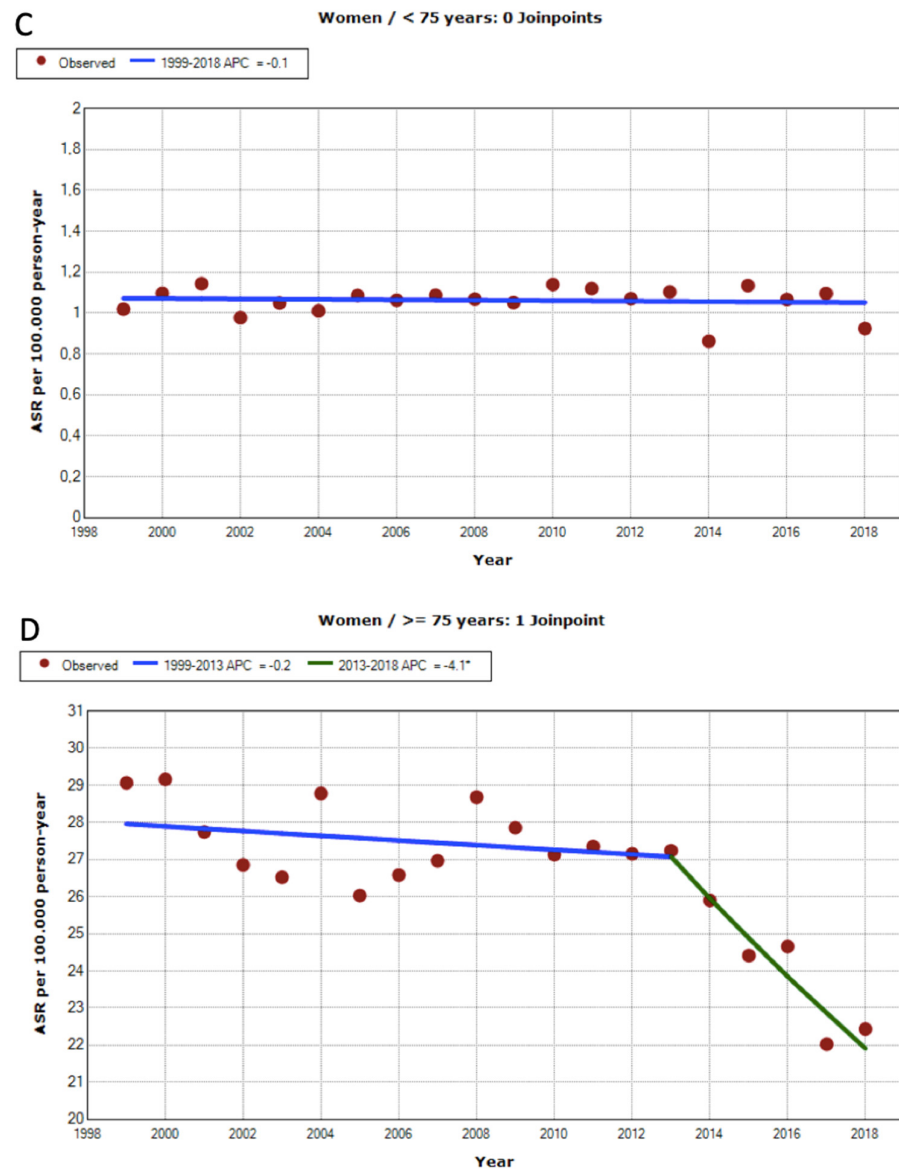 C
Women / < 75 years: 0 Joinpoints
Observed 1999-2018 APC = -0.1
2
1.8
1.6
1.4
1.2
1
0.8
0.6
0.4
0,2
0
ASR per 100.000 person-year
1998 2000 2002 2004 2006 2008 2010 2012 2014 2016 2018
Year
D
Women / >= 75 years: 1 Joinpoint
Observed 1999-2013 APC = -0.2 2013-2018 APC = -4.1*
31
30
29
28
27
26
25
24
23
22
21
20
ASR per 100.000 person-year
1998 2000 2002 2004 2006 2008 2010 2012 2014 2016 2018
Year